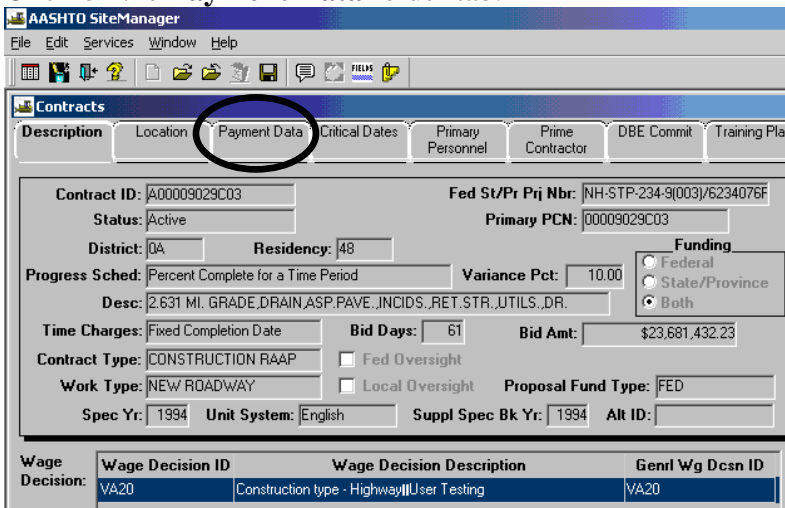 AASHTO SiteManager
File Edit Services Window Help
FIELDS
Contracts
Description Location Payment Data Critical Dates Primary Personnel Prime Contractor DBE Commit Training Pla
Contract ID: A00009029C03 Fed St/Pr Prj Nbr: NH-STP-234-9(003)/6234076F
Status: Active Primary PCN: 00009029C03
District: 0A Residency: 48 Funding
Federal
Progress Sched: Percent Complete for a Time Period Variance Pct: 10.00 State/Province
Desc: 2.631 MI. GRADE,DRAIN,ASP.PAVE.,INCIDS.,RET.STR.,UTILS.,DR. Both
Time Charges: Fixed Completion Date Bid Days: 61 Bid Amt: $23,681,432.23
Contract Type: CONSTRUCTION RAAP Fed Oversight
Work Type: NEW ROADWAY Local Oversight Proposal Fund Type: FED
Spec Yr: 1994 Unit System: English Suppl Spec Bk Yr: 1994 Alt ID:
Wage Decision: Wage Decision ID Wage Decision Description Genrl Wg Dcsn ID
VA20 Construction type - Highway||User Testing VA20